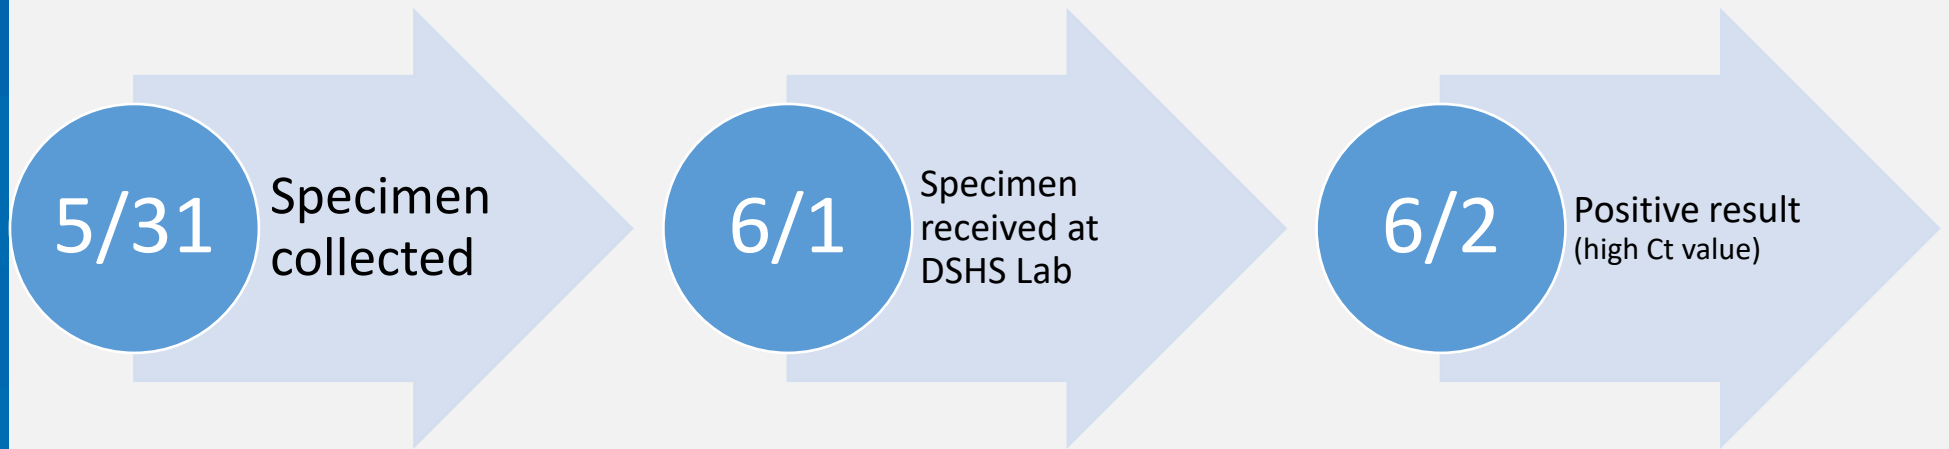 5/31
Specimen
collected
6/1
Specimen
received at
DSHS Lab
6/2
Positive result
(high Ct value)